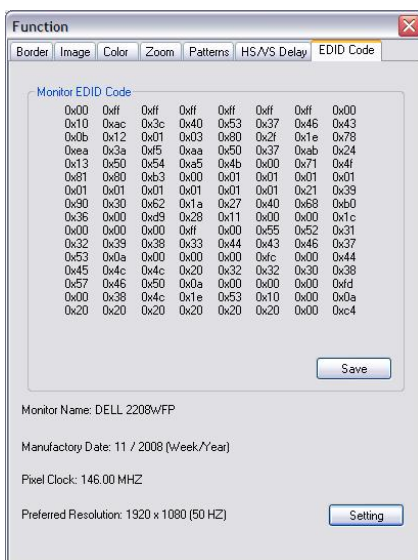 Function
Border Image Color Zoom Patterns HS/VS Delay EDID Code
Monitor EDID Code
0x00 0xff 0xff 0xff 0xff 0xff 0xff 0x00
0x10 0xac 0x3c 0x40 0x53 0x37 0x46 0x43
0x0b 0x12 0x01 0x03 0x80 0x2f 0x1e 0x78
0xea 0x3a 0xf5 0xaa 0x50 0x37 0xab 0x24
0x13 0x50 0x54 0xa5 0x4b 0x00 0x71 0x4f
0x81 0x80 0xb3 0x00 0x01 0x01 0x01 0x01
0x01 0x01 0x01 0x01 0x01 0x01 0x21 0x39
0x90 0x30 0x62 0x1a 0x27 0x40 0x68 0xb0
0x36 0x00 0xd9 0x28 0x11 0x00 0x00 0x1c
0x00 0x00 0x00 0xff 0x00 0x55 0x52 0x31
0x32 0x39 0x38 0x33 0x44 0x43 0x46 0x37
0x53 0x0a 0x00 0x00 0x00 0xfc 0x00 0x44
0x45 0x4c 0x4c 0x20 0x32 0x32 0x30 0x38
0x57 0x46 0x50 0x0a 0x00 0x00 0x00 0xfd
0x00 0x38 0x4c 0x1e 0x53 0x10 0x00 0x0a
0x20 0x20 0x20 0x20 0x20 0x20 0x00 0xc4
Save
Monitor Name: DELL 2208WFP
Manufactory Date: 11 / 2008 (Week/Year)
Pixel Clock: 146.00 MHZ
Preferred Resolution: 1920 x 1080 (50 HZ)
Setting